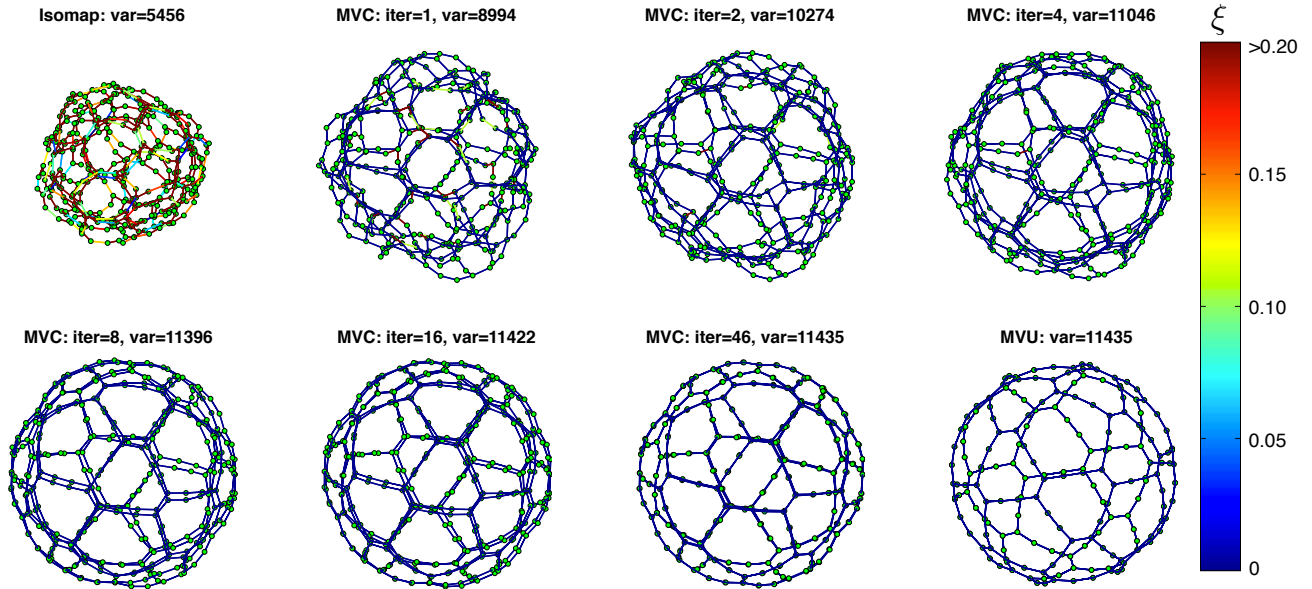 Isomap: var=5456
MVC: iter=1, var=8994
MVC: iter=2, var=10274
MVC: iter=4, var=11046
ξ
>0.20
0.15
0.10
0.05
0
MVC: iter=8, var=11396
MVC: iter=16, var=11422
MVC: iter=46, var=11435
MVU: var=11435